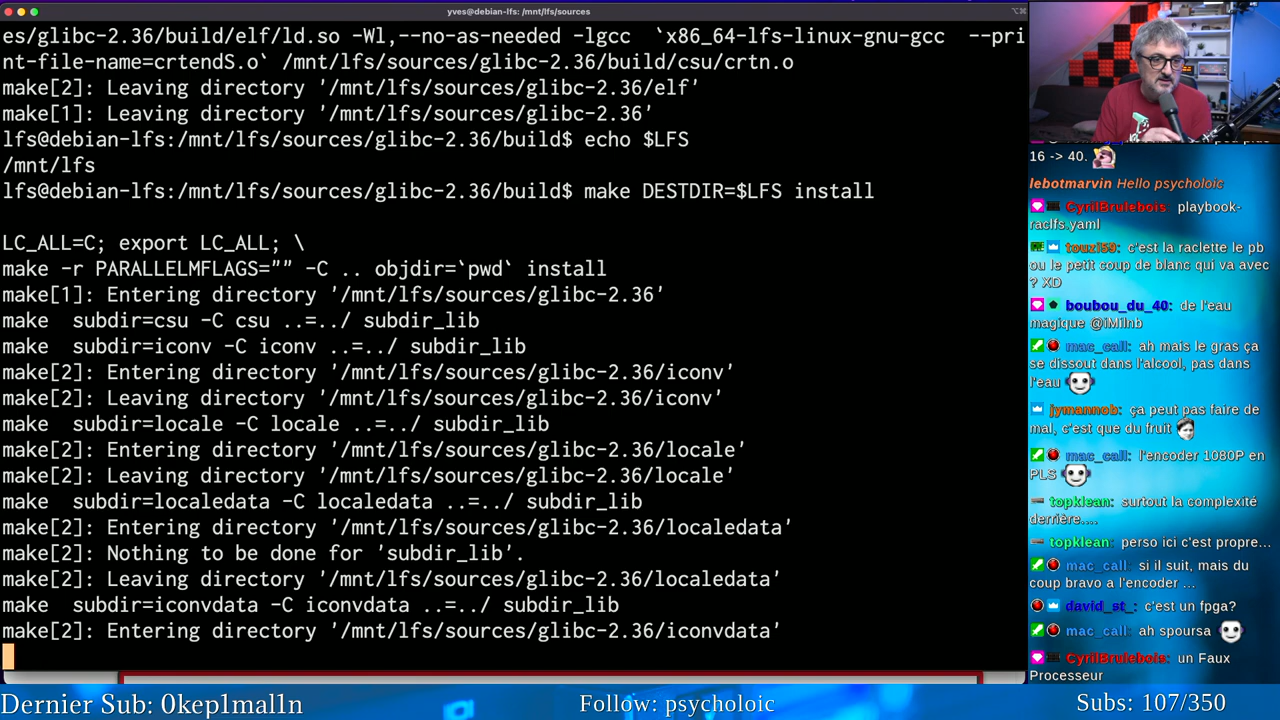 yves@debian-lfs: /mnt/lfs/sources
es/glibc-2.36/build/elf/ld.so -Wl,--no-as-needed -lgcc  `x86_64-lfs-linux-gnu-gcc  --pri
nt-file-name=crtendS.o` /mnt/lfs/sources/glibc-2.36/build/csu/crtn.o
make[2]: Leaving directory '/mnt/lfs/sources/glibc-2.36/elf'
make[1]: Leaving directory '/mnt/lfs/sources/glibc-2.36'
lfs@debian-lfs:/mnt/lfs/sources/glibc-2.36/build$ echo $LFS
/mnt/lfs
lfs@debian-lfs:/mnt/lfs/sources/glibc-2.36/build$ make DESTDIR=$LFS install
LC_ALL=C; export LC_ALL; \
make -r PARALLELMFLAGS="" -C .. objdir=`pwd` install
make[1]: Entering directory '/mnt/lfs/sources/glibc-2.36'
make  subdir=csu -C csu ..=../ subdir_lib
make  subdir=iconv -C iconv ..=../ subdir_lib
make[2]: Entering directory '/mnt/lfs/sources/glibc-2.36/iconv'
make[2]: Leaving directory '/mnt/lfs/sources/glibc-2.36/iconv'
make  subdir=locale -C locale ..=../ subdir_lib
make[2]: Entering directory '/mnt/lfs/sources/glibc-2.36/locale'
make[2]: Leaving directory '/mnt/lfs/sources/glibc-2.36/locale'
make  subdir=localedata -C localedata ..=../ subdir_lib
make[2]: Entering directory '/mnt/lfs/sources/glibc-2.36/localedata'
make[2]: Nothing to be done for 'subdir_lib'.
make[2]: Leaving directory '/mnt/lfs/sources/glibc-2.36/localedata'
make  subdir=iconvdata -C iconvdata ..=../ subdir_lib
make[2]: Entering directory '/mnt/lfs/sources/glibc-2.36/iconvdata'
16 -> 40.
lebotmarvin Hello psycholoic
CyrilBrulebois: playbook-
raclfs.yaml
touzi59: c'est la raclette le pb
ou le petit coup de blanc qui va avec
? XD
boubou_du_40: de l'eau
magique @iMilnb
mac_call: ah mais le gras ça
se dissout dans l'alcool, pas dans
l'eau
jymannob: ça peut pas faire de
mal, c'est que du fruit
mac_call: l'encoder 1080P en
PLS
topklean: surtout la complexité
derrière....
topklean: perso ici c'est propre...
mac_call: si il suit, mais du
coup bravo a l'encoder ...
david_st_: c'est un fpga?
mac_call: ah spoursa
CyrilBrulebois: un Faux
Processeur
Dernier Sub: 0kep1mal1n
Follow: psycholoic
Subs: 107/350